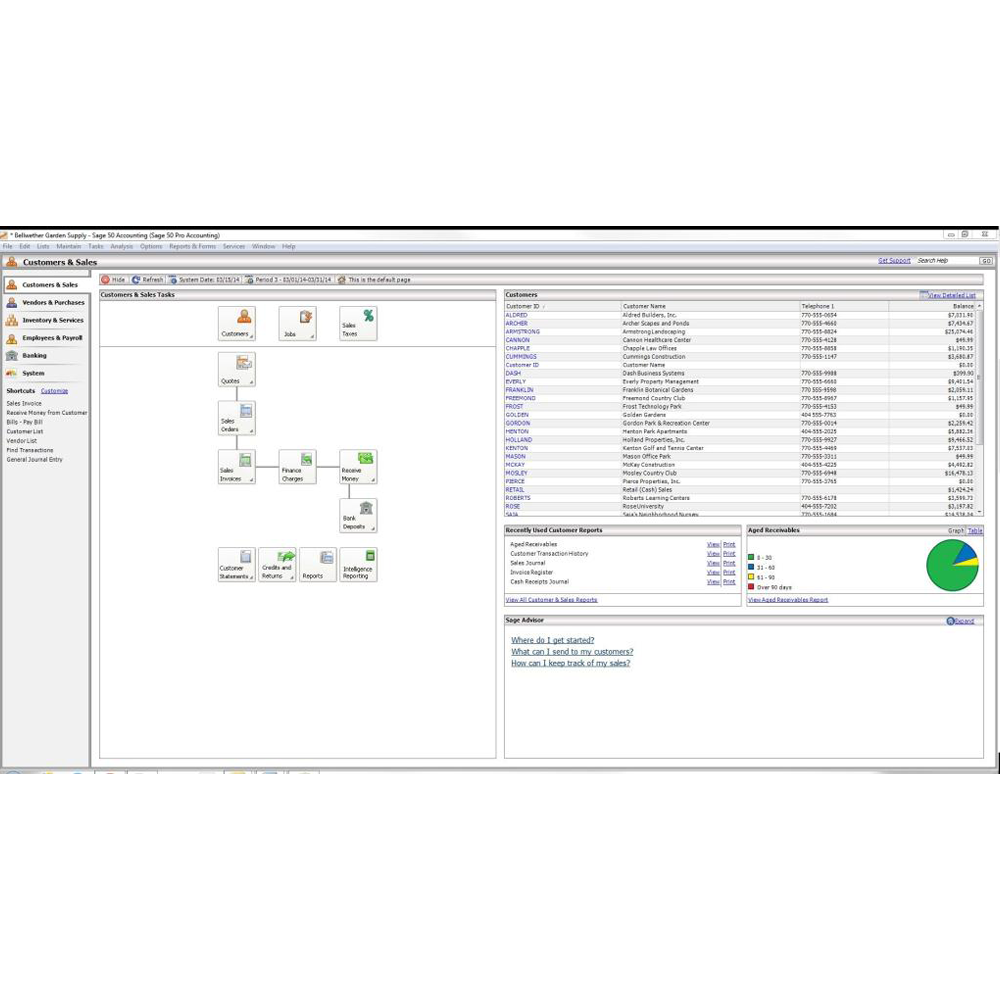 * Bellwether Garden Supply - Sage 50 Accounting (Sage 50 Pro Accounting)
File Edit Lists Maintain Tasks Analysis Options Reports & Forms Services Window Help
Customers & Sales
Get Support Search Help GO
Customers & Sales
Vendors & Purchases
Inventory & Services
Employees & Payroll
Banking
System
Shortcuts Customize
Sales Invoice
Receive Money from Customer
Bills - Pay Bill
Customer List
Vendor List
Find Transactions
General Journal Entry
Hide Refresh System Date: 03/15/14 Period 3 - 03/01/14-03/31/14 This is the default page
Customers & Sales Tasks
Customers
Jobs
Sales Taxes
Quotes
Sales Orders
Sales Invoices
Finance Charges
Receive Money
Bank Deposits
Customer Statements
Credits and Returns
Reports
Intelligence Reporting
Customers View Detailed List
Customer ID Customer Name Telephone 1 Balance
ALDRED Aldred Builders, Inc. 770-555-0654 $7,031.98
ARCHER Archer Scapes and Ponds 770-555-4660 $7,434.67
ARMSTRONG Armstrong Landscaping 770-555-8824 $25,074.46
CANNON Cannon Healthcare Center 770-555-4128 $49.99
CHAPPLE Chapple Law Offices 770-555-8858 $1,190.35
CUMMINGS Cummings Construction 770-555-1147 $3,680.87
Customer ID Customer Name $0.00
DASH Dash Business Systems 770-555-9988 $399.90
EVERLY Everly Property Management 770-555-6660 $8,401.54
FRANKLIN Franklin Botanical Gardens 770-555-9598 $2,059.11
FREEMOND Freemond Country Club 770-555-8967 $1,157.95
FROST Frost Technology Park 770-555-4153 $49.99
GOLDEN Golden Gardens 404 555-7763 $0.00
GORDON Gordon Park & Recreation Center 770-555-0014 $2,259.42
HENTON Henton Park Apartments 404-555-2025 $5,882.36
HOLLAND Holland Properties, Inc. 770-555-9927 $9,466.52
KENTON Kenton Golf and Tennis Center 770-555-4469 $7,537.03
MASON Mason Office Park 770-555-3311 $49.99
MCKAY McKay Construction 404-555-4225 $4,492.82
MOSLEY Mosley Country Club 770-555-6948 $16,478.13
PIERCE Pierce Properties, Inc. 770-555-3765 $0.00
RETAIL Retail (Cash) Sales $1,424.24
ROBERTS Roberts Learning Centers 770-555-6178 $3,599.72
ROSE Rose University 404-555-7202 $3,197.82
SAIA Saia's Neighborhood Nursery 770-555-1684
Recently Used Customer Reports
Aged Receivables View Print
Customer Transaction History View Print
Sales Journal View Print
Invoice Register View Print
Cash Receipts Journal View Print
View All Customer & Sales Reports
Aged Receivables Graph Table
0 - 30
31 - 60
61 - 90
Over 90 days
View Aged Receivables Report
Sage Advisor Expand
Where do I get started?
What can I send to my customers?
How can I keep track of my sales?